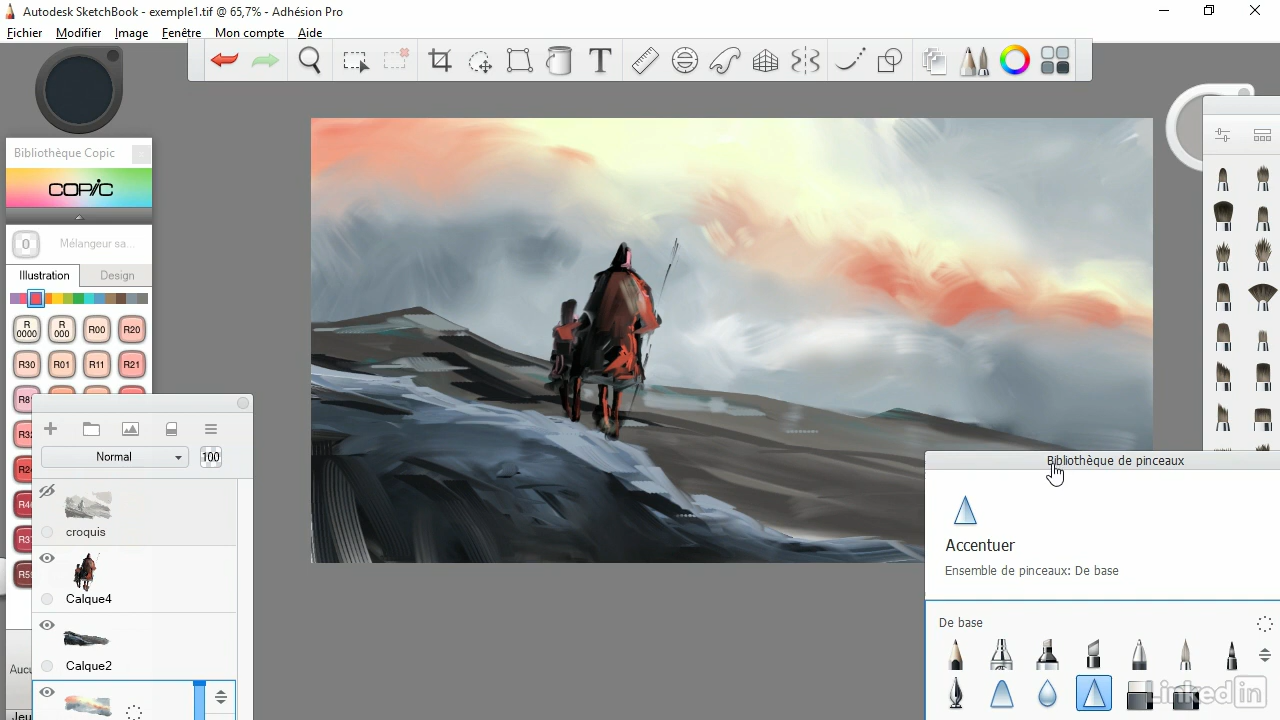 Autodesk SketchBook - exemple1.tif @ 65,7% - Adhésion Pro
Fichier Modifier Image Fenêtre Mon compte Aide
T
Bibliothèque Copic
COPIC
0 Mélangeur sa...
Illustration Design
R 0000 R 000 R00 R20
R30 R01 R11 R21
Normal 100
croquis
Calque4
Calque2
Bibliothèque de pinceaux
Accentuer
Ensemble de pinceaux: De base
De base
Linked in